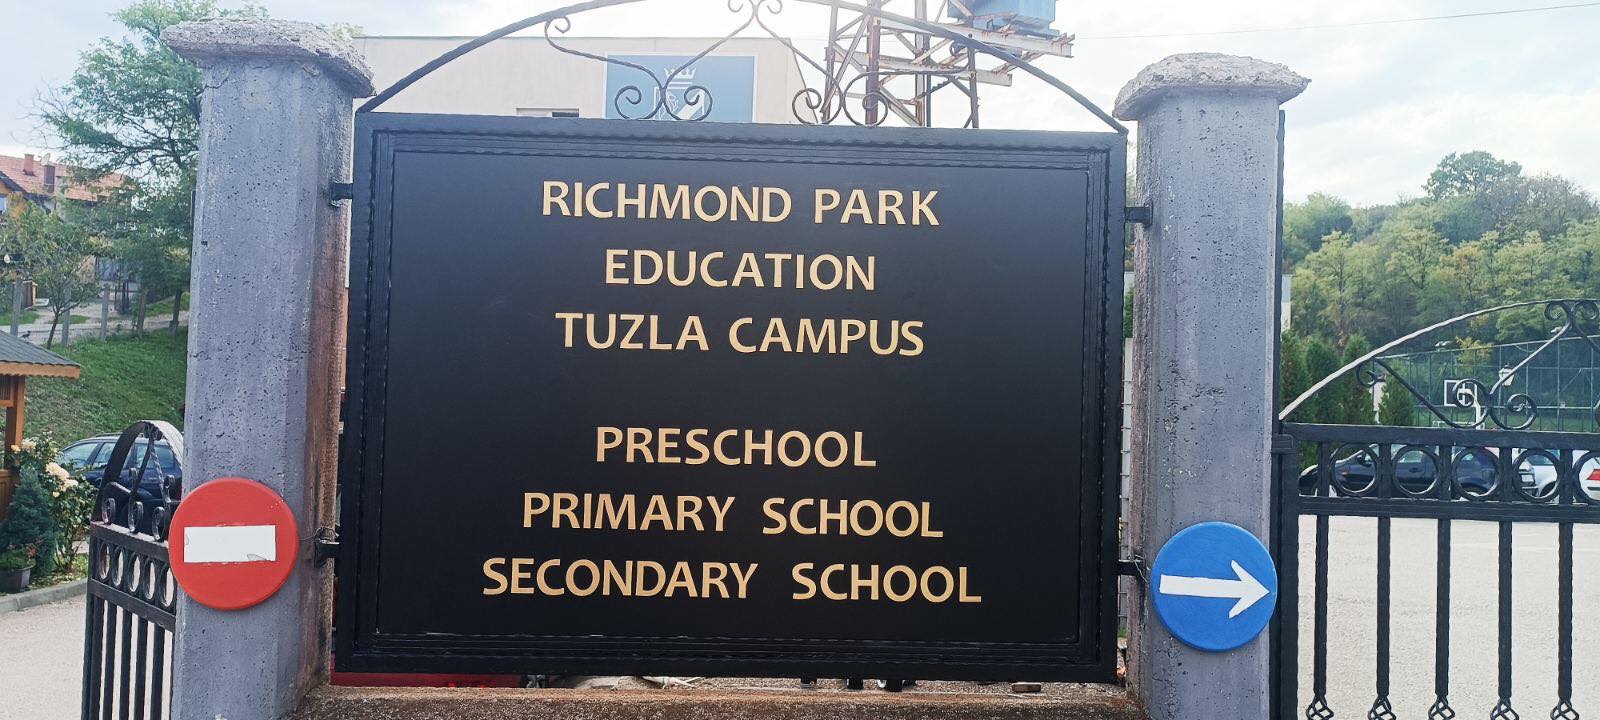 RICHMOND PARK
EDUCATION
TUZLA CAMPUS
PRESCHOOL
PRIMARY SCHOOL
SECONDARY SCHOOL